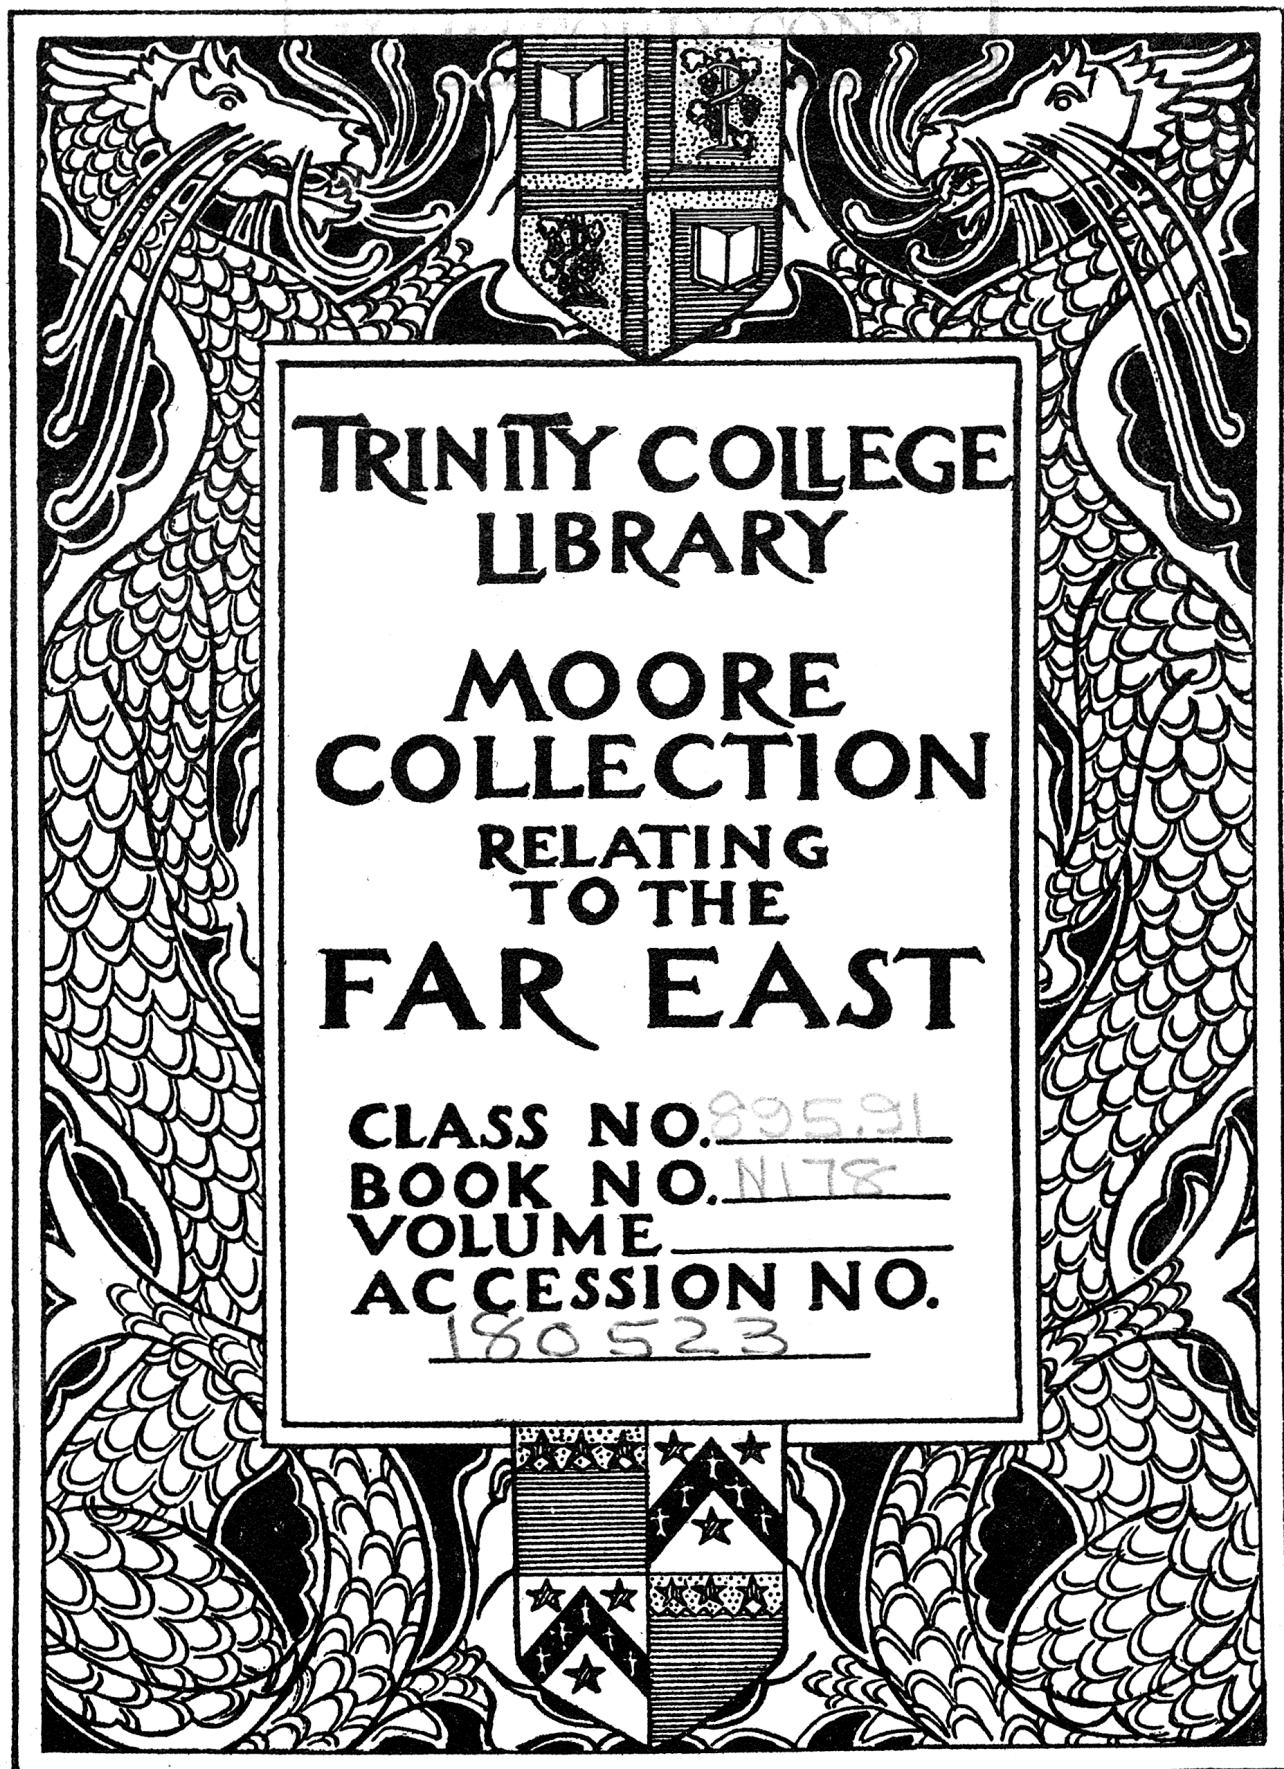 TRINITY COLLEGE
LIBRARY
MOORE
COLLECTION
RELATING
TO THE
FAR EAST
CLASS NO. 895.91
BOOK NO. N178
VOLUME
ACCESSION NO.
180523